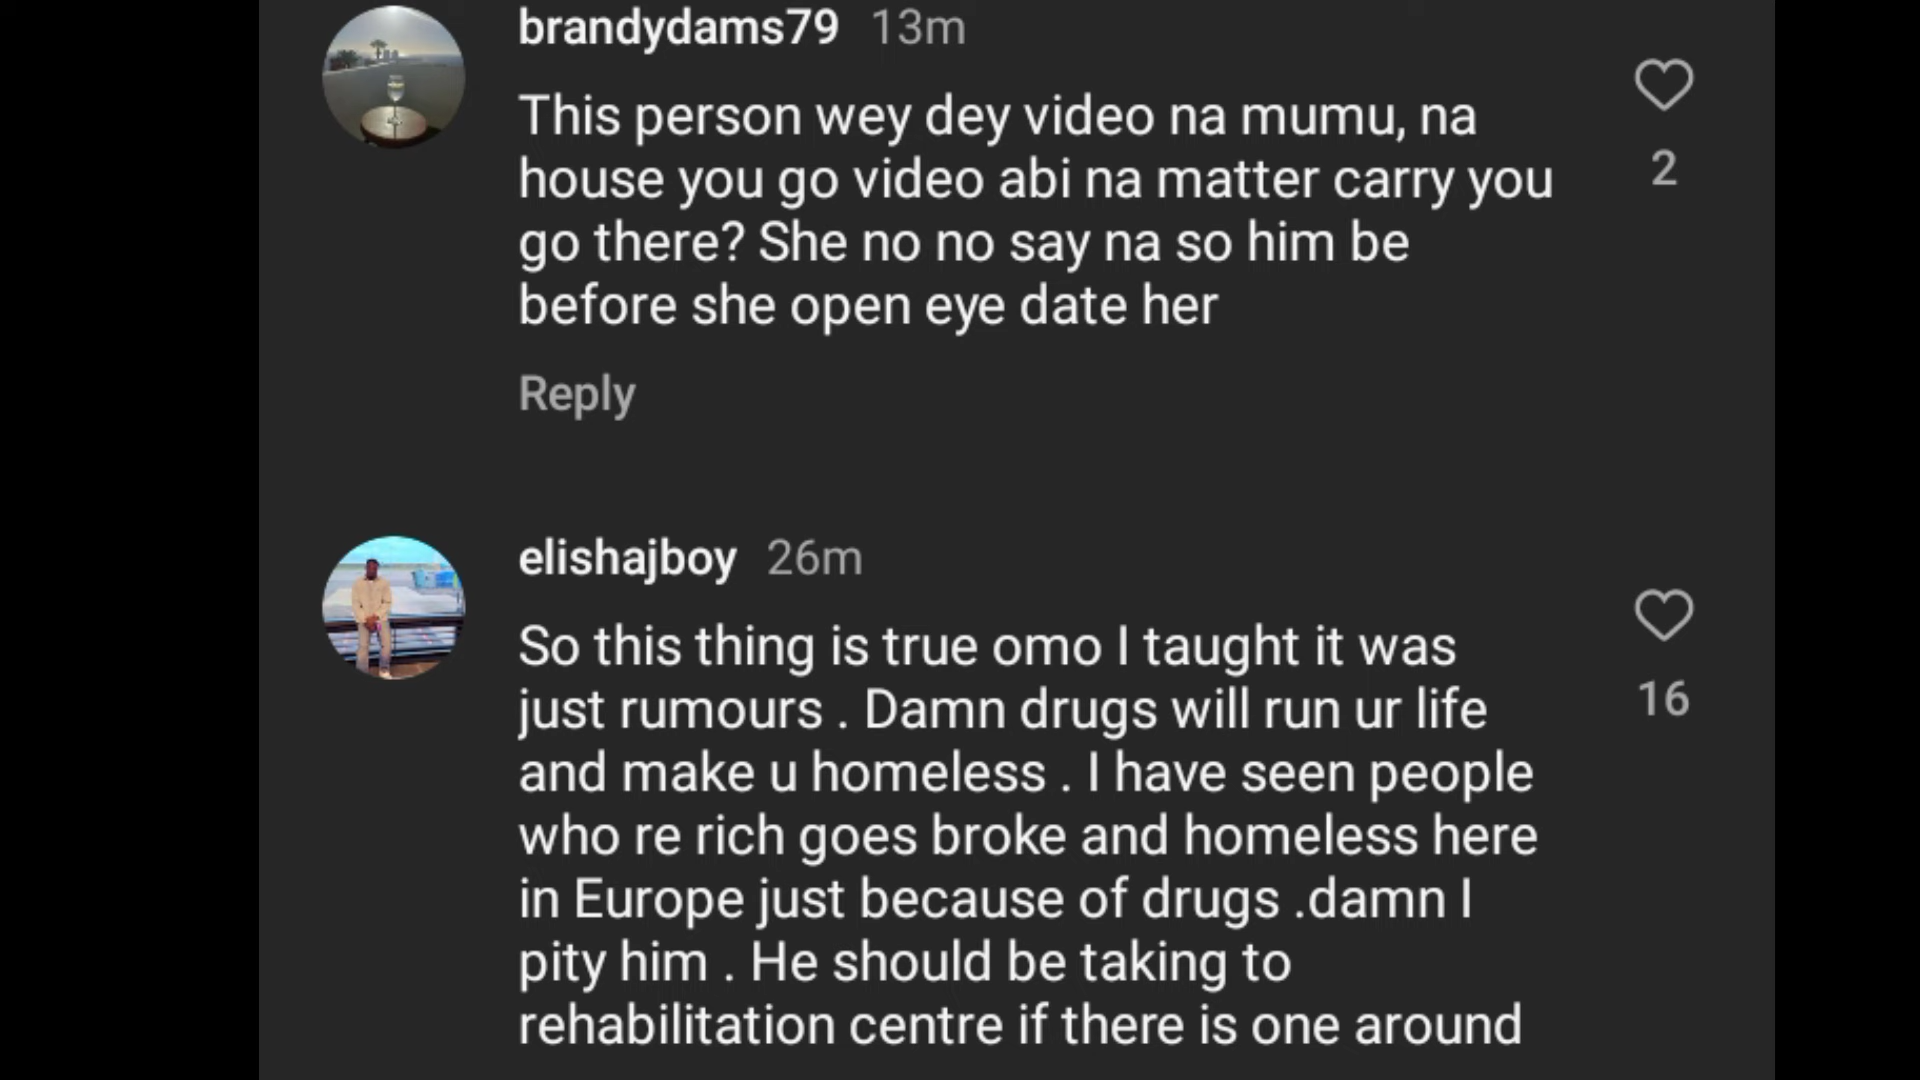 brandydams79 13m
This person wey dey video na mumu, na
house you go video abi na matter carry you
go there? She no no say na so him be
before she open eye date her
2
Reply
elishajboy 26m
So this thing is true omo I taught it was
just rumours . Damn drugs will run ur life
and make u homeless . I have seen people
who re rich goes broke and homeless here
in Europe just because of drugs .damn I
pity him . He should be taking to
rehabilitation centre if there is one around
16